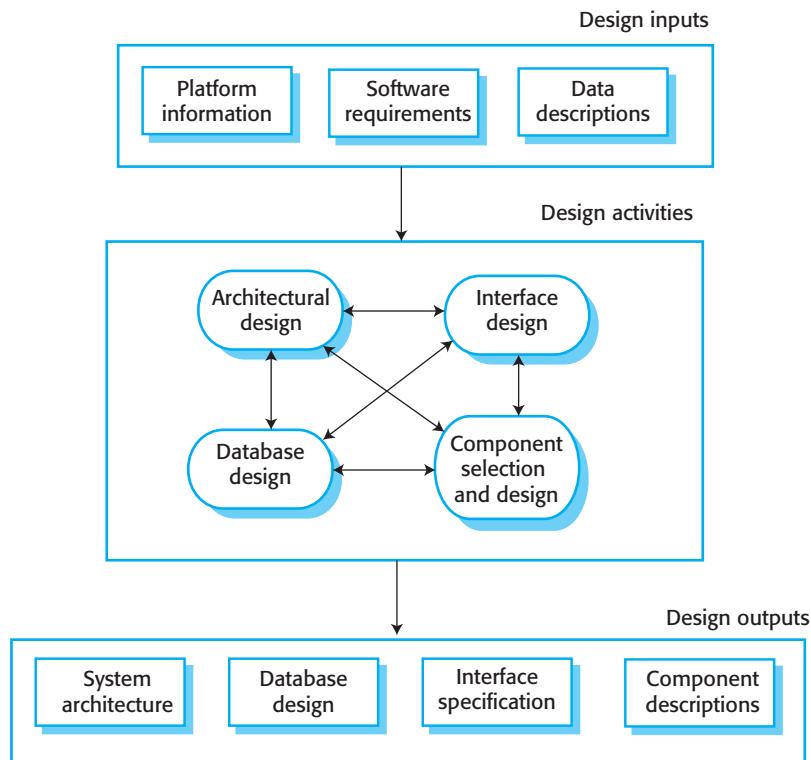 Design inputs
Platform
information
Software
requirements
Data
descriptions
Design activities
Architectural
design
Interface
design
Database
design
Component
selection
and design
Design outputs
System
architecture
Database
design
Interface
specification
Component
descriptions